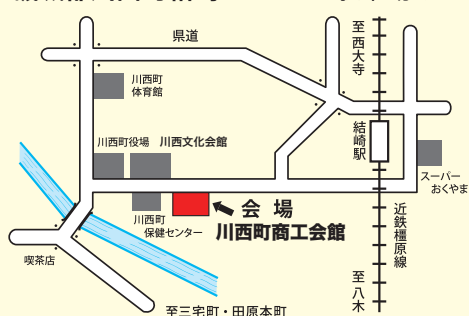 県道
至西大寺
川西町
体育館
結崎駅
川西町役場
川西文化会館
スーパー
おくやま
会場
川西町商工会館
川西町
保健センター
近鉄橿原線
喫茶店
至八木
至三宅町・田原本町